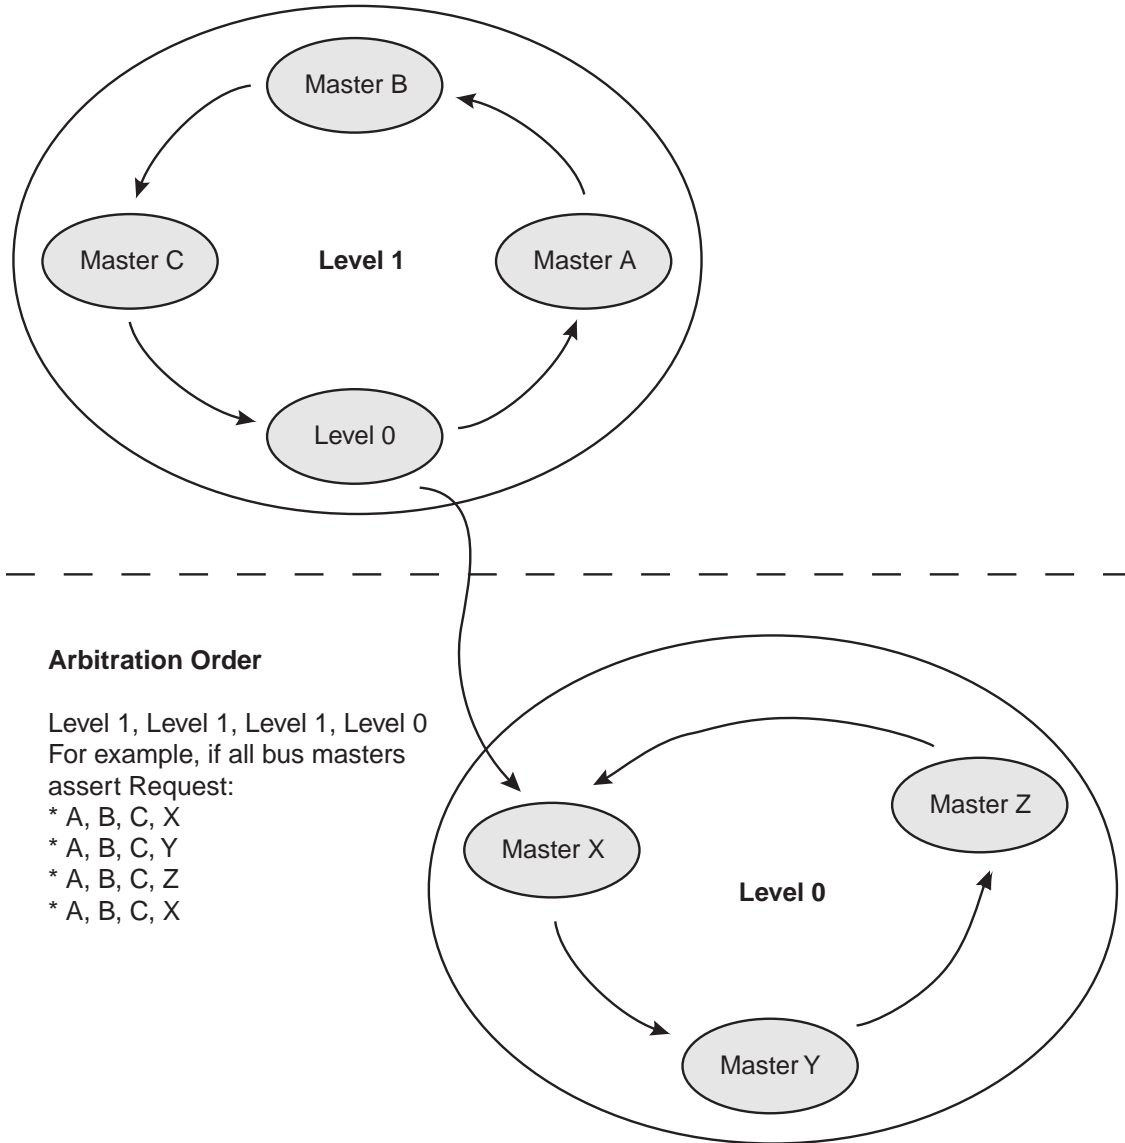 Master B
Master C
Level 1
Master A
Level 0
Arbitration Order
Level 1, Level 1, Level 1, Level 0
For example, if all bus masters
assert Request:
* A, B, C, X
* A, B, C, Y
* A, B, C, Z
* A, B, C, X
Master Z
Master X
Level 0
Master Y